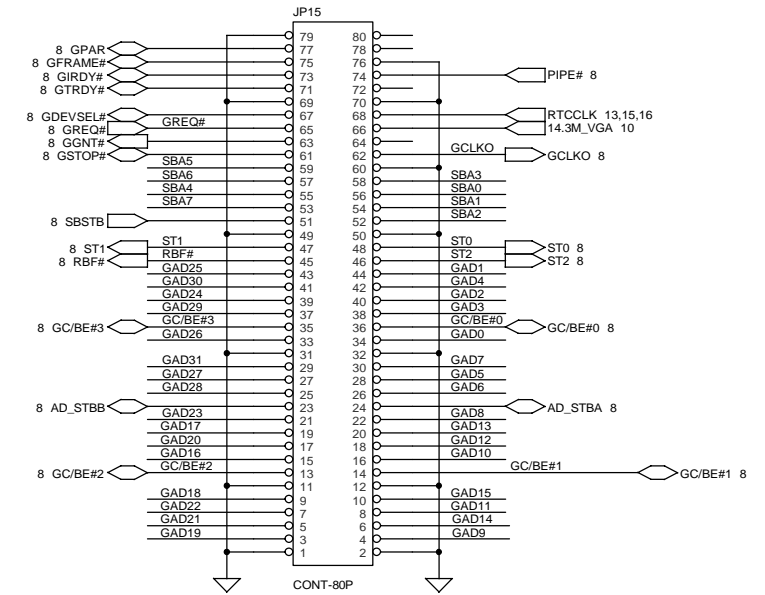 JP15
79 80
8 GPAR 77 78
8 GFRAME# 75 76
8 GIRDY# 73 74 PIPE# 8
8 GTRDY# 71 72
69 70
8 GDEVSEL# 67 68 RTCCLK 13,15,16
8 GREQ# GREQ# 65 66 14.3M_VGA 10
8 GGNT# 63 64
8 GSTOP# 61 62 GCLKO GCLKO 8
SBA5 59 60
SBA6 57 58 SBA3
SBA4 55 56 SBA0
SBA7 53 54 SBA1
8 SBSTB 51 52 SBA2
49 50
8 ST1 ST1 47 48 ST0 ST0 8
8 RBF# RBF# 45 46 ST2 ST2 8
GAD25 43 44 GAD1
GAD30 41 42 GAD4
GAD24 39 40 GAD2
GAD29 37 38 GAD3
8 GC/BE#3 GC/BE#3 35 36 GC/BE#0 GC/BE#0 8
GAD26 33 34 GAD0
31 32
GAD31 29 30 GAD7
GAD27 27 28 GAD5
GAD28 25 26 GAD6
8 AD_STBB 23 24 AD_STBA 8
GAD23 21 22 GAD8
GAD17 19 20 GAD13
GAD20 17 18 GAD12
GAD16 15 16 GAD10
8 GC/BE#2 GC/BE#2 13 14 GC/BE#1 GC/BE#1 8
11 12
GAD18 9 10 GAD15
GAD22 7 8 GAD11
GAD21 5 6 GAD14
GAD19 3 4 GAD9
1 2
CONT-80P